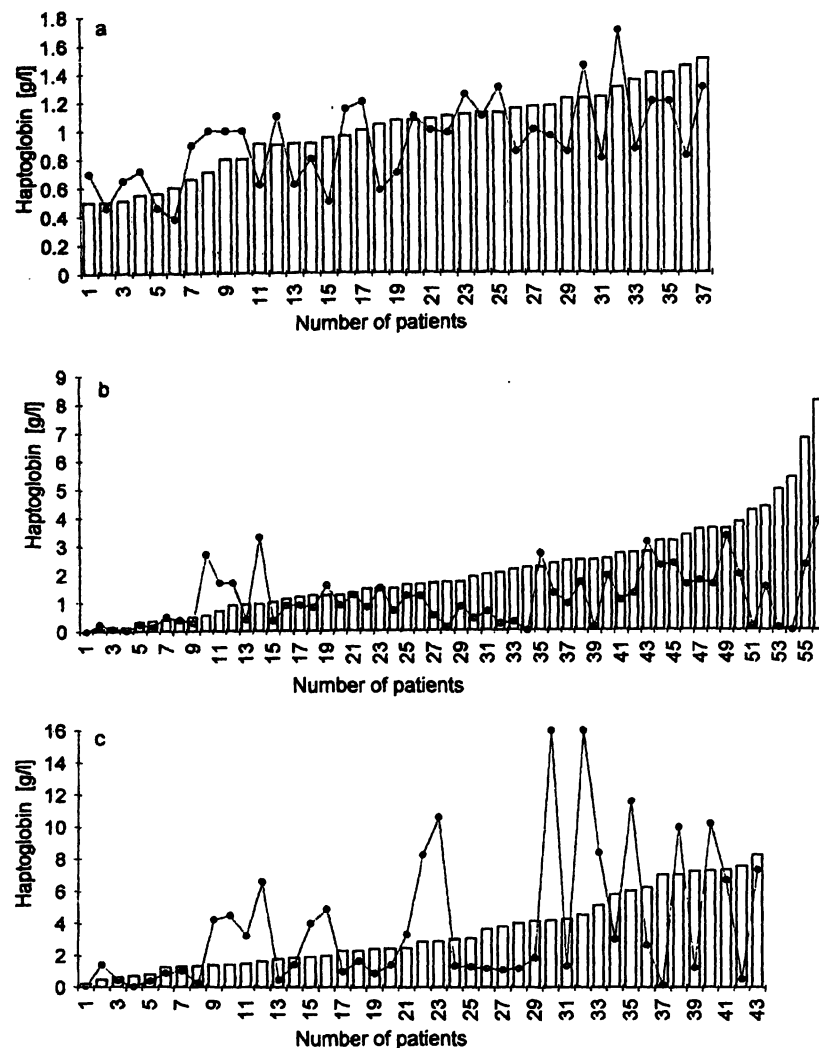 a
Haptoglobin [g/l]
1.8
1.6
1.4
1.2
1
0.8
0.6
0.4
0.2
0
1 3 5 7 9 11 13 15 17 19 21 23 25 27 29 31 33 35 37
Number of patients
b
Haptoglobin [g/l]
9
8
7
6
5
4
3
2
1
0
1 3 5 7 9 11 13 15 17 19 21 23 25 27 29 31 33 35 37 39 41 43 45 47 49 51 53 55
Number of patients
c
Haptoglobin [g/l]
16
14
12
10
8
6
4
2
0
1 3 5 7 9 11 13 15 17 19 21 23 25 27 29 31 33 35 37 39 41 43
Number of patients